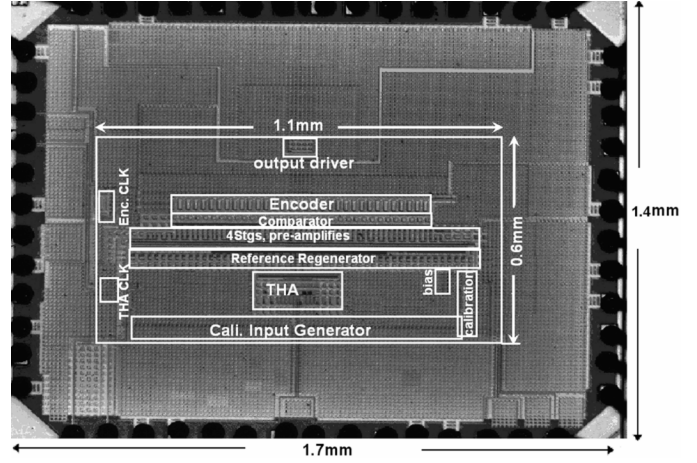 1.1mm
output driver
Enc. CLK
Encoder
Comparator
4Stgs, pre-amplifies
Reference Regenerator
THA CLK
THA
bias
calibration
Cali. Input Generator
0.6mm
1.4mm
1.7mm